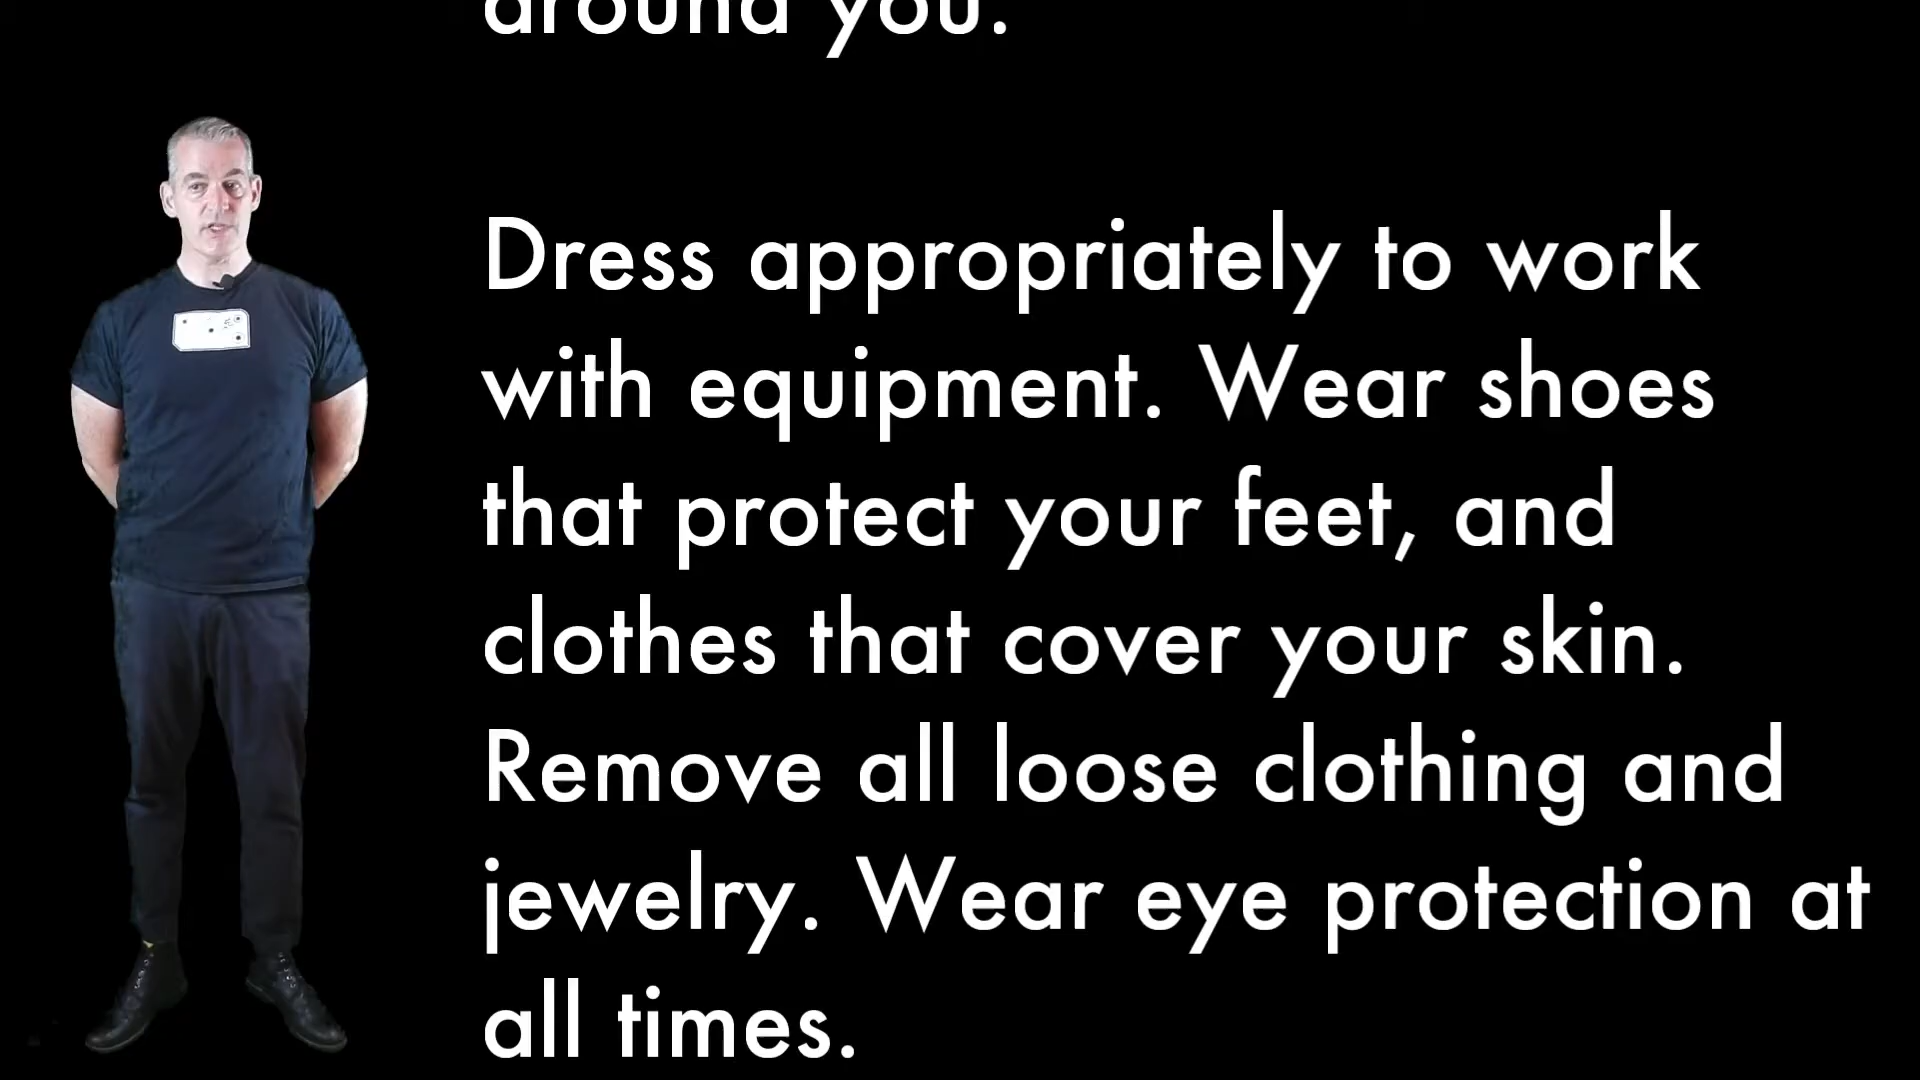 around you.
Dress appropriately to work
with equipment. Wear shoes
that protect your feet, and
clothes that cover your skin.
Remove all loose clothing and
jewelry. Wear eye protection at
all times.